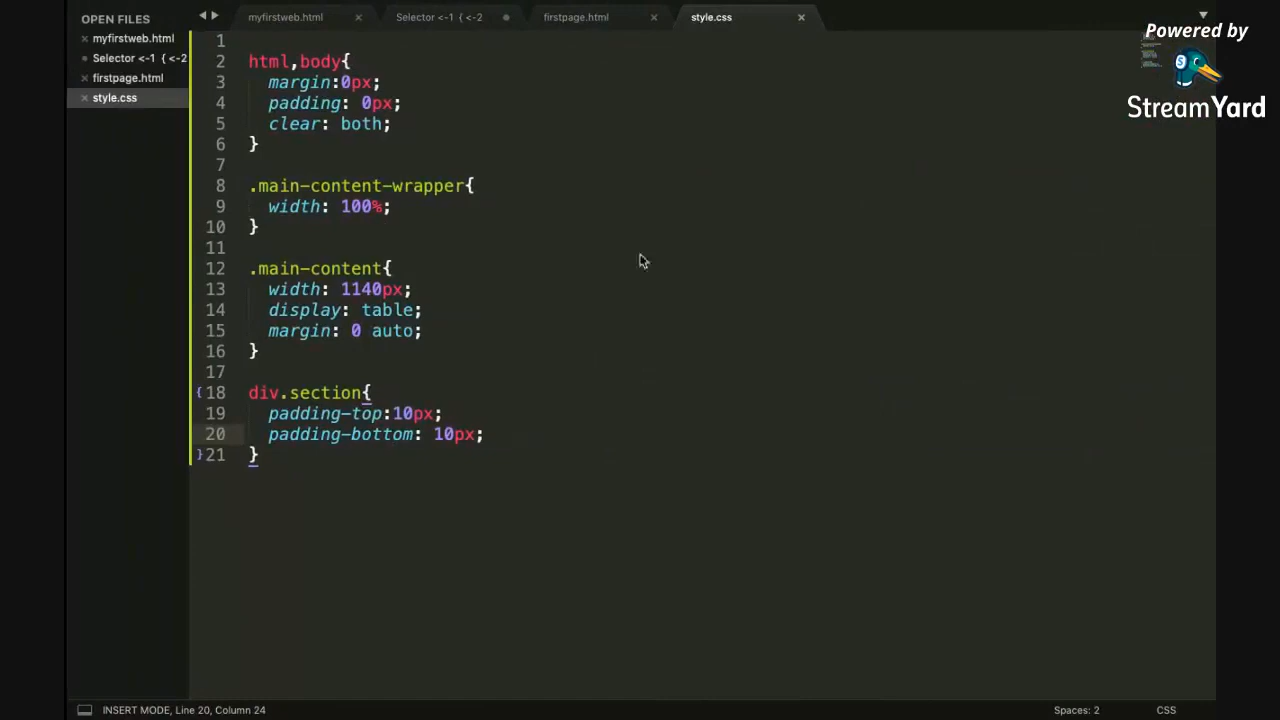 OPEN FILES
myfirstweb.html
Selector <-1  { <-2
firstpage.html
style.css
myfirstweb.html
Selector <-1  { <-2
firstpage.html
style.css
Powered by
S
StreamYard
1
2 html,body{
3 margin:0px;
4 padding: 0px;
5 clear: both;
6 }
7
8 .main-content-wrapper{
9 width: 100%;
10 }
11
12 .main-content{
13 width: 1140px;
14 display: table;
15 margin: 0 auto;
16 }
17
{ 18 div.section{
19 padding-top:10px;
20 padding-bottom: 10px;
} 21 }
INSERT MODE, Line 20, Column 24
Spaces: 2
CSS